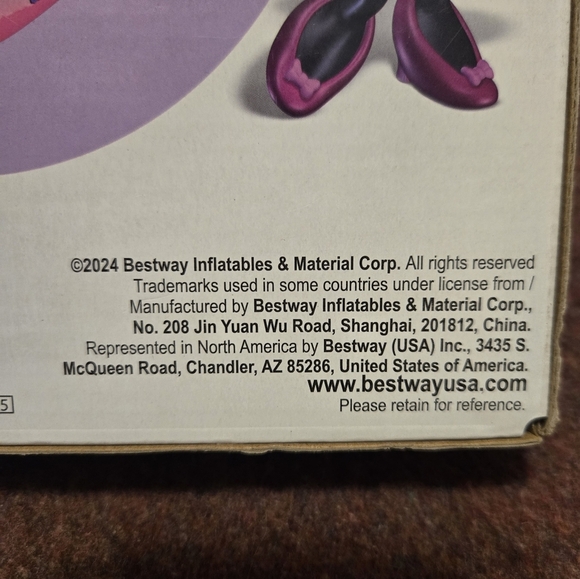 ©2024 Bestway Inflatables & Material Corp. All rights reserved
Trademarks used in some countries under license from /
Manufactured by Bestway Inflatables & Material Corp.,
No. 208 Jin Yuan Wu Road, Shanghai, 201812, China.
Represented in North America by Bestway (USA) Inc., 3435 S.
McQueen Road, Chandler, AZ 85286, United States of America.
www.bestwayusa.com
5
Please retain for reference.